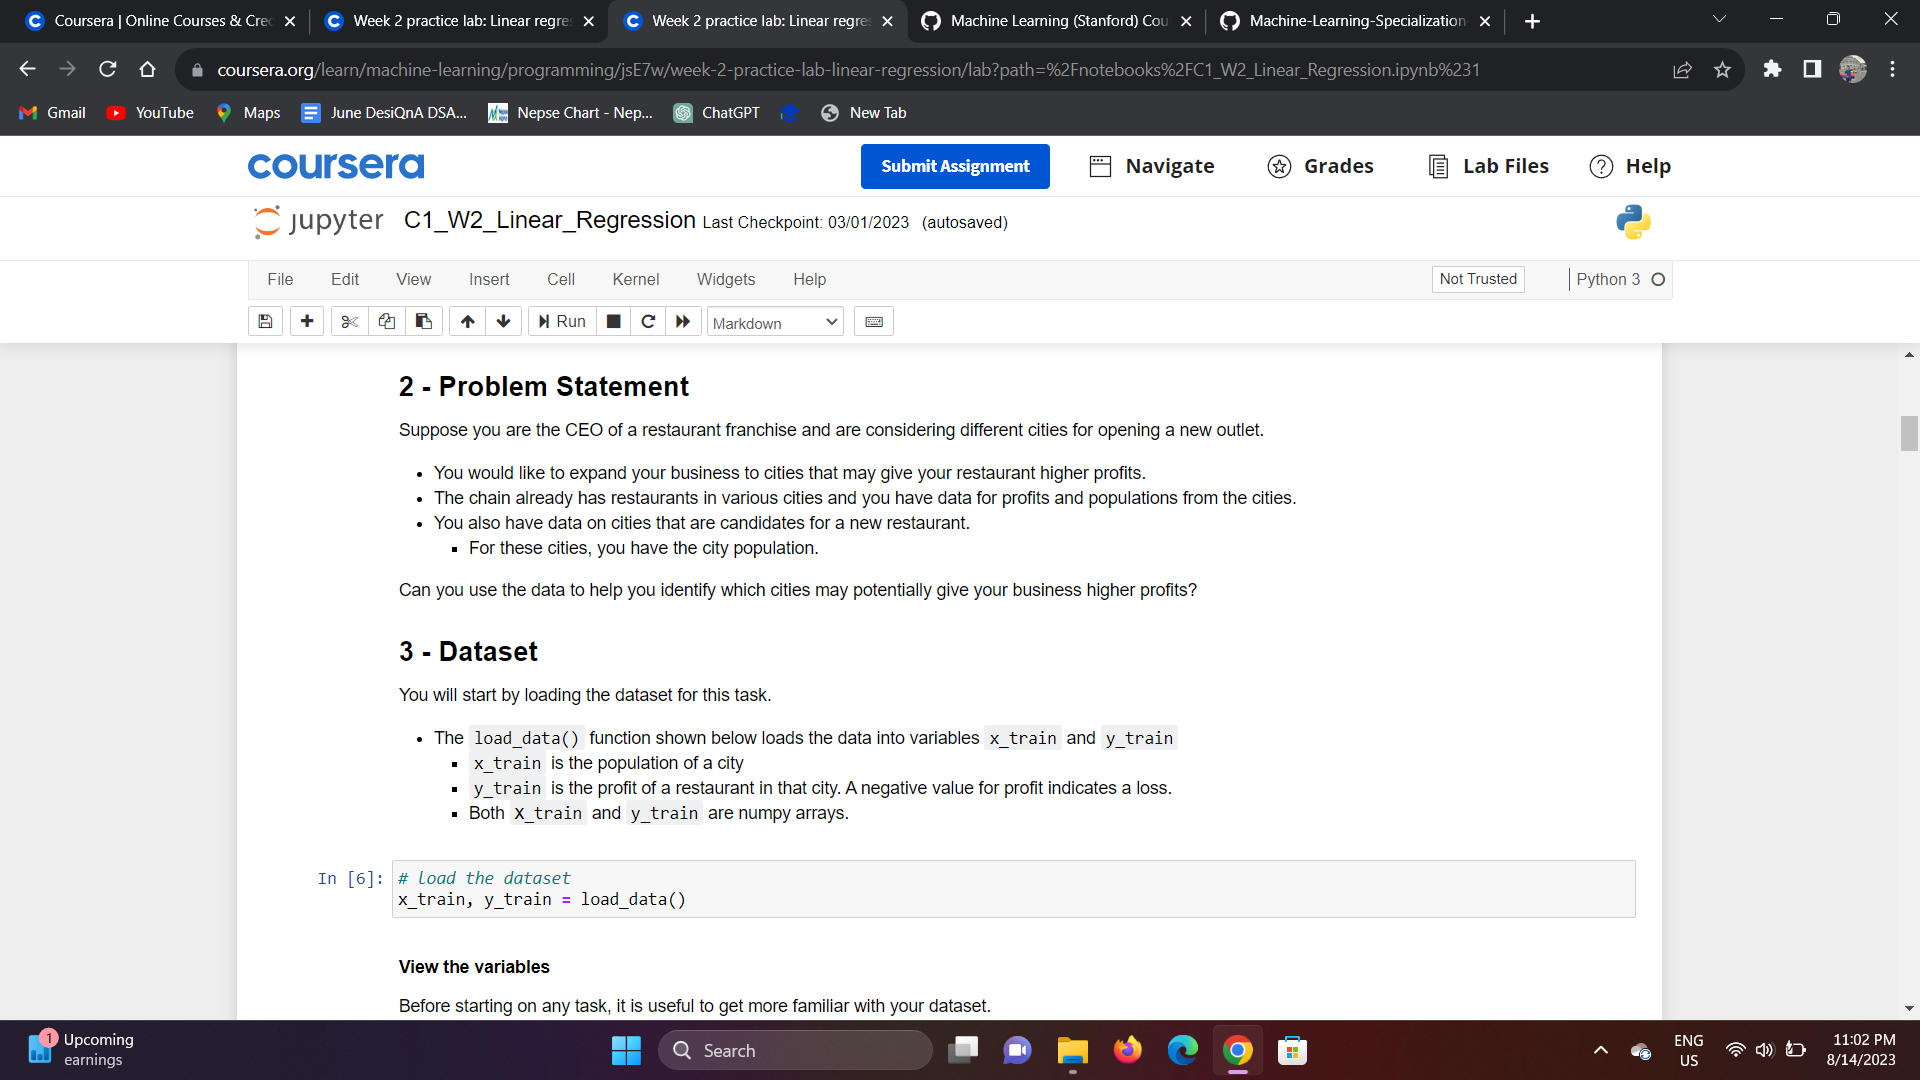 Coursera | Online Courses & Cre
Week 2 practice lab: Linear regre
Week 2 practice lab: Linear regre
Machine Learning (Stanford) Cou
Machine-Learning-Specialization
coursera.org/learn/machine-learning/programming/jsE7w/week-2-practice-lab-linear-regression/lab?path=%2Fnotebooks%2FC1_W2_Linear_Regression.ipynb%231
Gmail
YouTube
Maps
June DesiQnA DSA...
Nepse Chart - Nep...
ChatGPT
New Tab
coursera
Submit Assignment
Navigate
Grades
Lab Files
Help
jupyter C1_W2_Linear_Regression Last Checkpoint: 03/01/2023 (autosaved)
File Edit View Insert Cell Kernel Widgets Help
Not Trusted
Python 3
Run
Markdown
2 - Problem Statement
Suppose you are the CEO of a restaurant franchise and are considering different cities for opening a new outlet.
You would like to expand your business to cities that may give your restaurant higher profits.
The chain already has restaurants in various cities and you have data for profits and populations from the cities.
You also have data on cities that are candidates for a new restaurant.
For these cities, you have the city population.
Can you use the data to help you identify which cities may potentially give your business higher profits?
3 - Dataset
You will start by loading the dataset for this task.
The load_data() function shown below loads the data into variables x_train and y_train
x_train is the population of a city
y_train is the profit of a restaurant in that city. A negative value for profit indicates a loss.
Both X_train and y_train are numpy arrays.
In [6]: # load the dataset
x_train, y_train = load_data()
View the variables
Before starting on any task, it is useful to get more familiar with your dataset.
1
Upcoming
earnings
Search
ENG
US
11:02 PM
8/14/2023